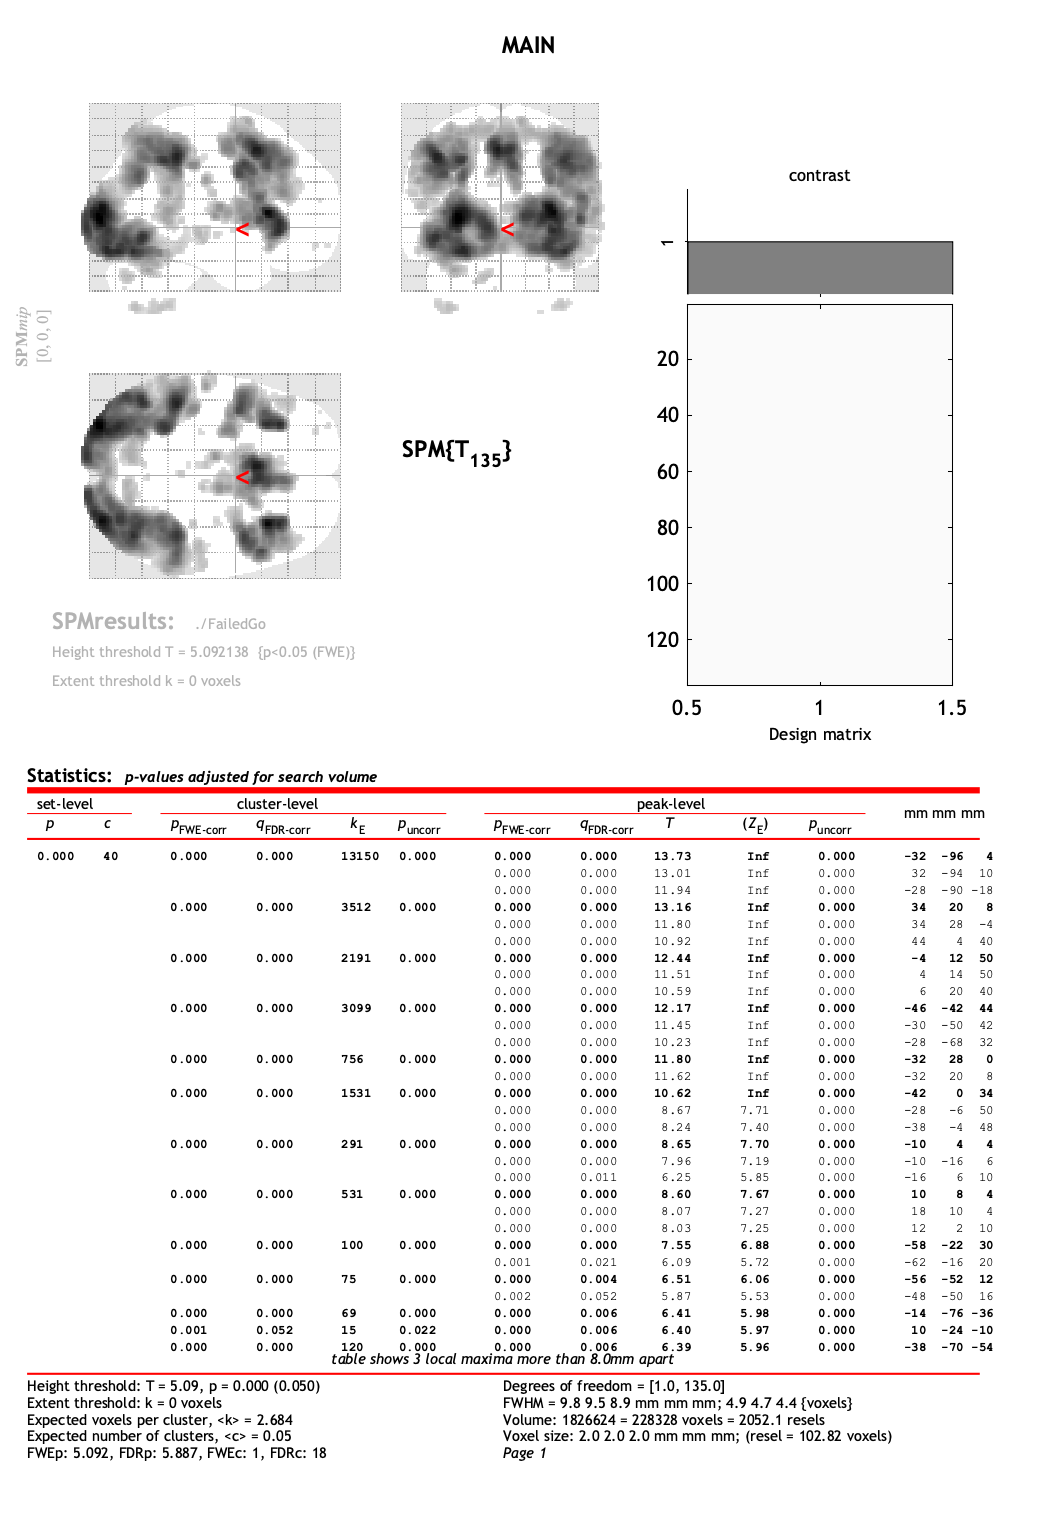 MAIN
contrast
1
SPMmip
[0, 0, 0]
<
<
<
SPM{T135}
20
40
60
80
100
120
0.5 1 1.5
Design matrix
SPMresults: ./FailedGo
Height threshold T = 5.092138 {p<0.05 (FWE)}
Extent threshold k = 0 voxels
Statistics: p-values adjusted for search volume
set-level cluster-level peak-level mm mm mm
p c pFWE-corr qFDR-corr kE puncorr pFWE-corr qFDR-corr T (ZE) puncorr
0.000 40 0.000 0.000 13150 0.000 0.000 0.000 13.73 Inf 0.000 -32 -96 4
0.000 0.000 13.01 Inf 0.000 32 -94 10
0.000 0.000 11.94 Inf 0.000 -28 -90 -18
0.000 0.000 3512 0.000 0.000 0.000 13.16 Inf 0.000 34 20 8
0.000 0.000 11.80 Inf 0.000 34 28 -4
0.000 0.000 10.92 Inf 0.000 44 4 40
0.000 0.000 2191 0.000 0.000 0.000 12.44 Inf 0.000 -4 12 50
0.000 0.000 11.51 Inf 0.000 4 14 50
0.000 0.000 10.59 Inf 0.000 6 20 40
0.000 0.000 3099 0.000 0.000 0.000 12.17 Inf 0.000 -46 -42 44
0.000 0.000 11.45 Inf 0.000 -30 -50 42
0.000 0.000 10.23 Inf 0.000 -28 -68 32
0.000 0.000 756 0.000 0.000 0.000 11.80 Inf 0.000 -32 28 0
0.000 0.000 11.62 Inf 0.000 -32 20 8
0.000 0.000 1531 0.000 0.000 0.000 10.62 Inf 0.000 -42 0 34
0.000 0.000 8.67 7.71 0.000 -28 -6 50
0.000 0.000 8.24 7.40 0.000 -38 -4 48
0.000 0.000 291 0.000 0.000 0.000 8.65 7.70 0.000 -10 4 4
0.000 0.000 7.96 7.19 0.000 -10 -16 6
0.000 0.011 6.25 5.85 0.000 -16 6 10
0.000 0.000 531 0.000 0.000 0.000 8.60 7.67 0.000 10 8 4
0.000 0.000 8.07 7.27 0.000 18 10 4
0.000 0.000 8.03 7.25 0.000 12 2 10
0.000 0.000 100 0.000 0.000 0.000 7.55 6.88 0.000 -58 -22 30
0.001 0.021 6.09 5.72 0.000 -62 -16 20
0.000 0.000 75 0.000 0.000 0.004 6.51 6.06 0.000 -56 -52 12
0.002 0.052 5.87 5.53 0.000 -48 -50 16
0.000 0.000 69 0.000 0.000 0.006 6.41 5.98 0.000 -14 -76 -36
0.001 0.052 15 0.022 0.000 0.006 6.40 5.97 0.000 10 -24 -10
0.000 0.000 120 0.000 0.000 0.006 6.39 5.96 0.000 -38 -70 -54
table shows 3 local maxima more than 8.0mm apart
Height threshold: T = 5.09, p = 0.000 (0.050)
Extent threshold: k = 0 voxels
Expected voxels per cluster, <k> = 2.684
Expected number of clusters, <c> = 0.05
FWEp: 5.092, FDRp: 5.887, FWEc: 1, FDRc: 18
Degrees of freedom = [1.0, 135.0]
FWHM = 9.8 9.5 8.9 mm mm mm; 4.9 4.7 4.4 {voxels}
Volume: 1826624 = 228328 voxels = 2052.1 resels
Voxel size: 2.0 2.0 2.0 mm mm mm; (resel = 102.82 voxels)
Page 1